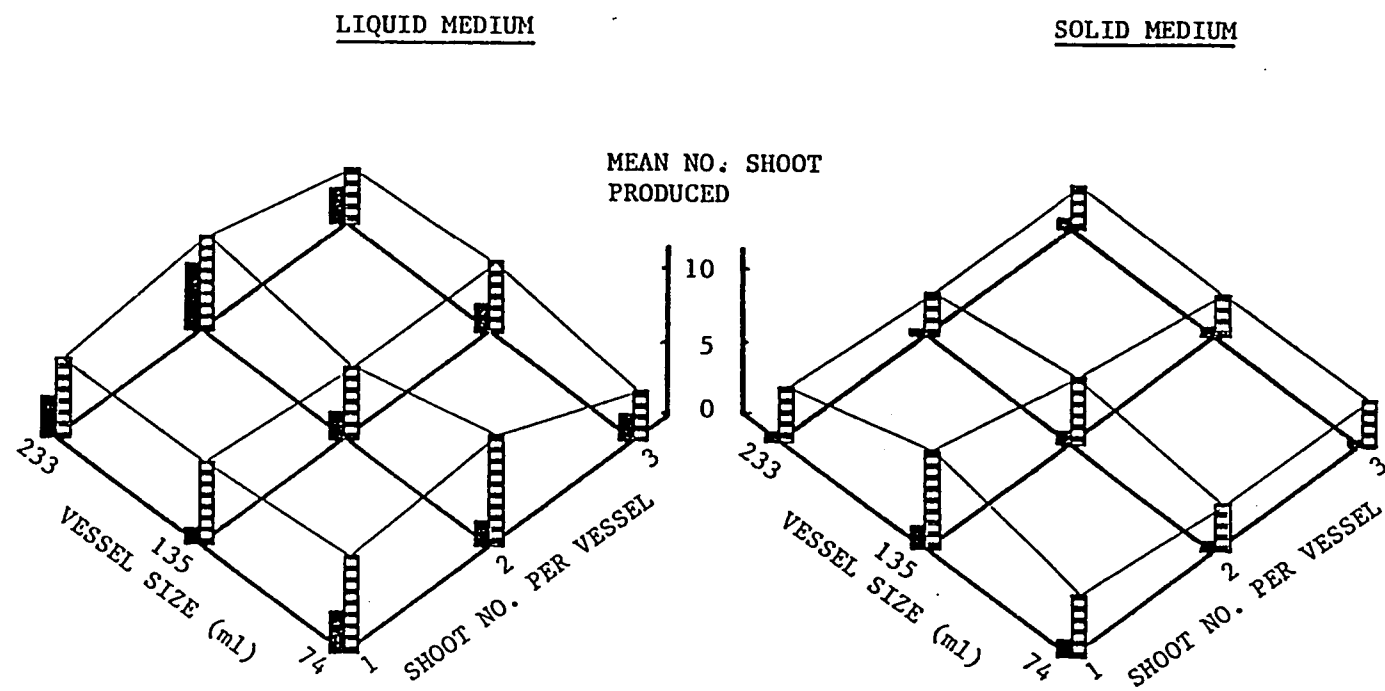 LIQUID MEDIUM
SOLID MEDIUM
MEAN NO. SHOOT
PRODUCED
10
5
0
233
135
74
VESSEL SIZE (ml)
1
2
3
SHOOT NO. PER VESSEL
233
135
74
VESSEL SIZE (ml)
1
2
3
SHOOT NO. PER VESSEL